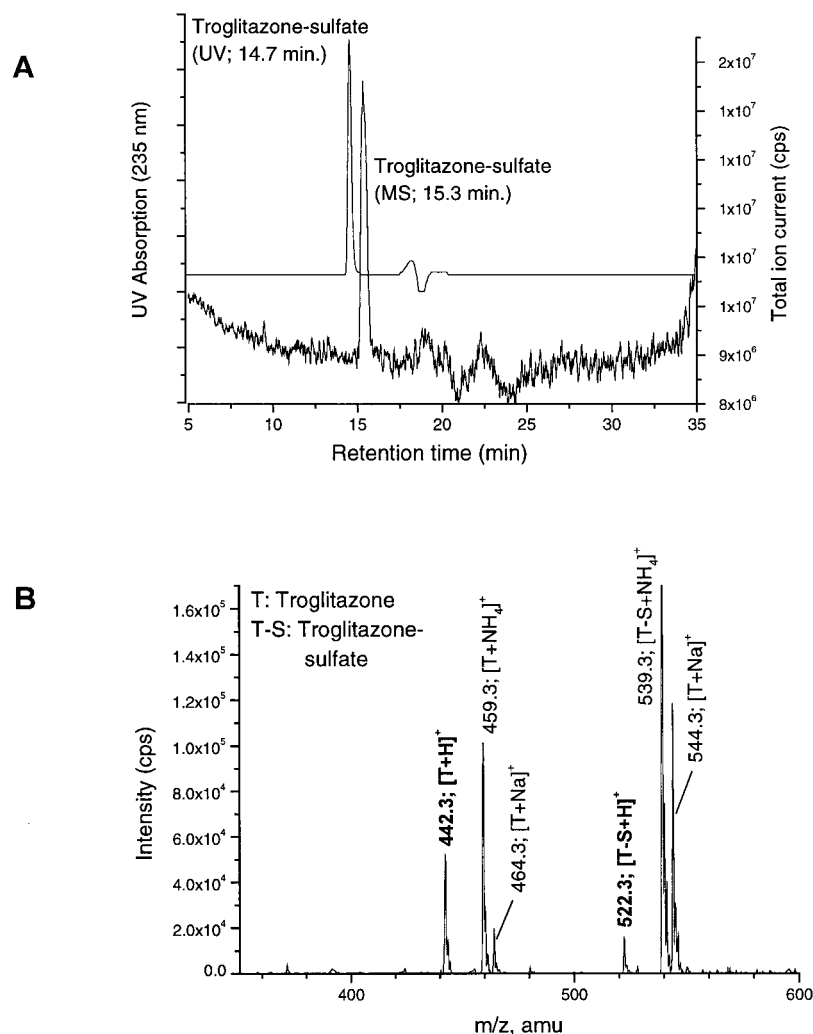 A
Troglitazone-sulfate
(UV; 14.7 min.)
Troglitazone-sulfate
(MS; 15.3 min.)
UV Absorption (235 nm)
Total ion current (cps)
2x10⁷
1x10⁷
1x10⁷
1x10⁷
1x10⁷
1x10⁷
9x10⁶
8x10⁶
5
10
15
20
25
30
35
Retention time (min)
B
T: Troglitazone
T-S: Troglitazone-
sulfate
Intensity (cps)
1.6x10⁵
1.4x10⁵
1.2x10⁵
1.0x10⁵
8.0x10⁴
6.0x10⁴
4.0x10⁴
2.0x10⁴
0.0
442.3; [T+H]⁺
459.3; [T+NH₄]⁺
464.3; [T+Na]⁺
522.3; [T-S+H]⁺
539.3; [T-S+NH₄]⁺
544.3; [T+Na]⁺
400
500
600
m/z, amu